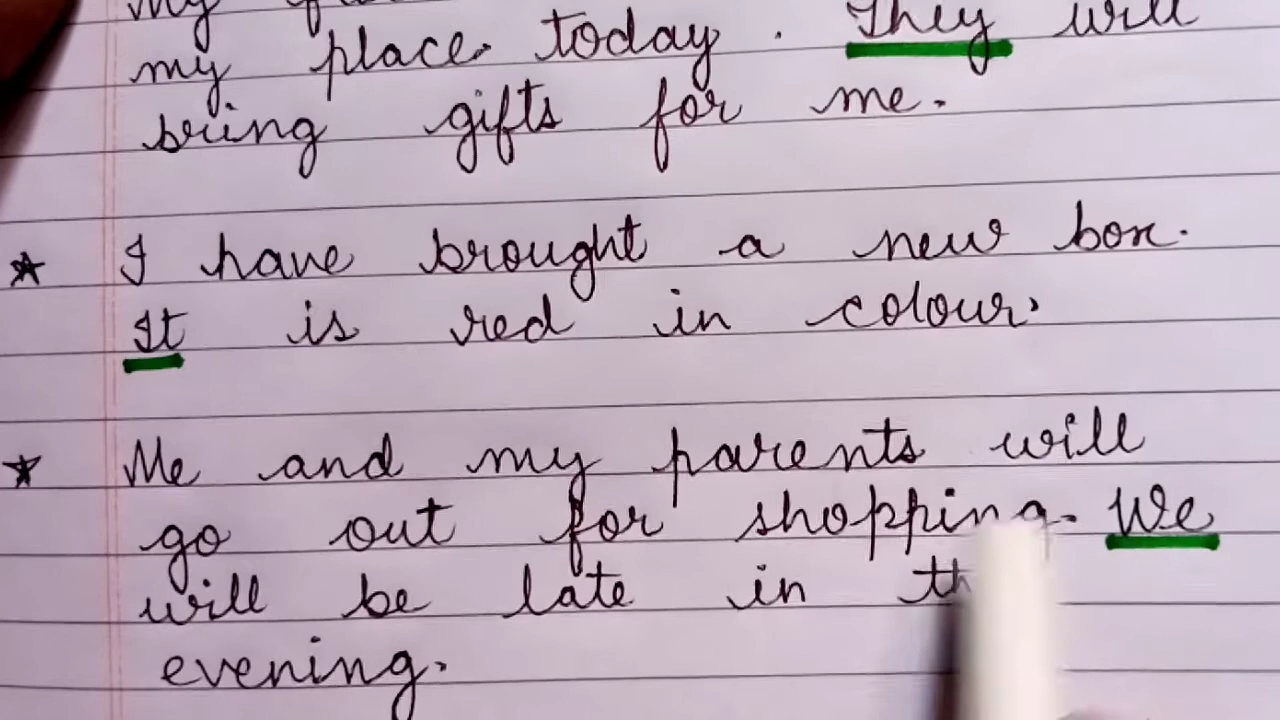 my place today. They will
bring gifts for me.
★ I have brought a new box.
It is red in colour.
★ Me and my parents will
go out for shopping. We
will be late in
evening.